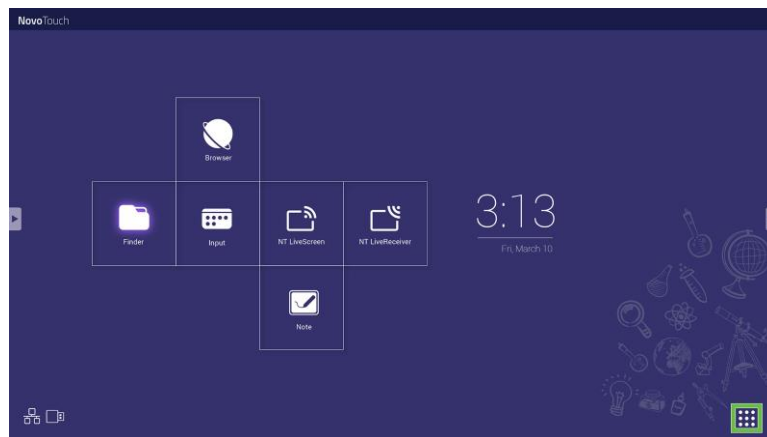 NovoTouch
Browser
Finder
Input
NT LiveScreen
NT LiveReceiver
3:13
Fri, March 10
Note